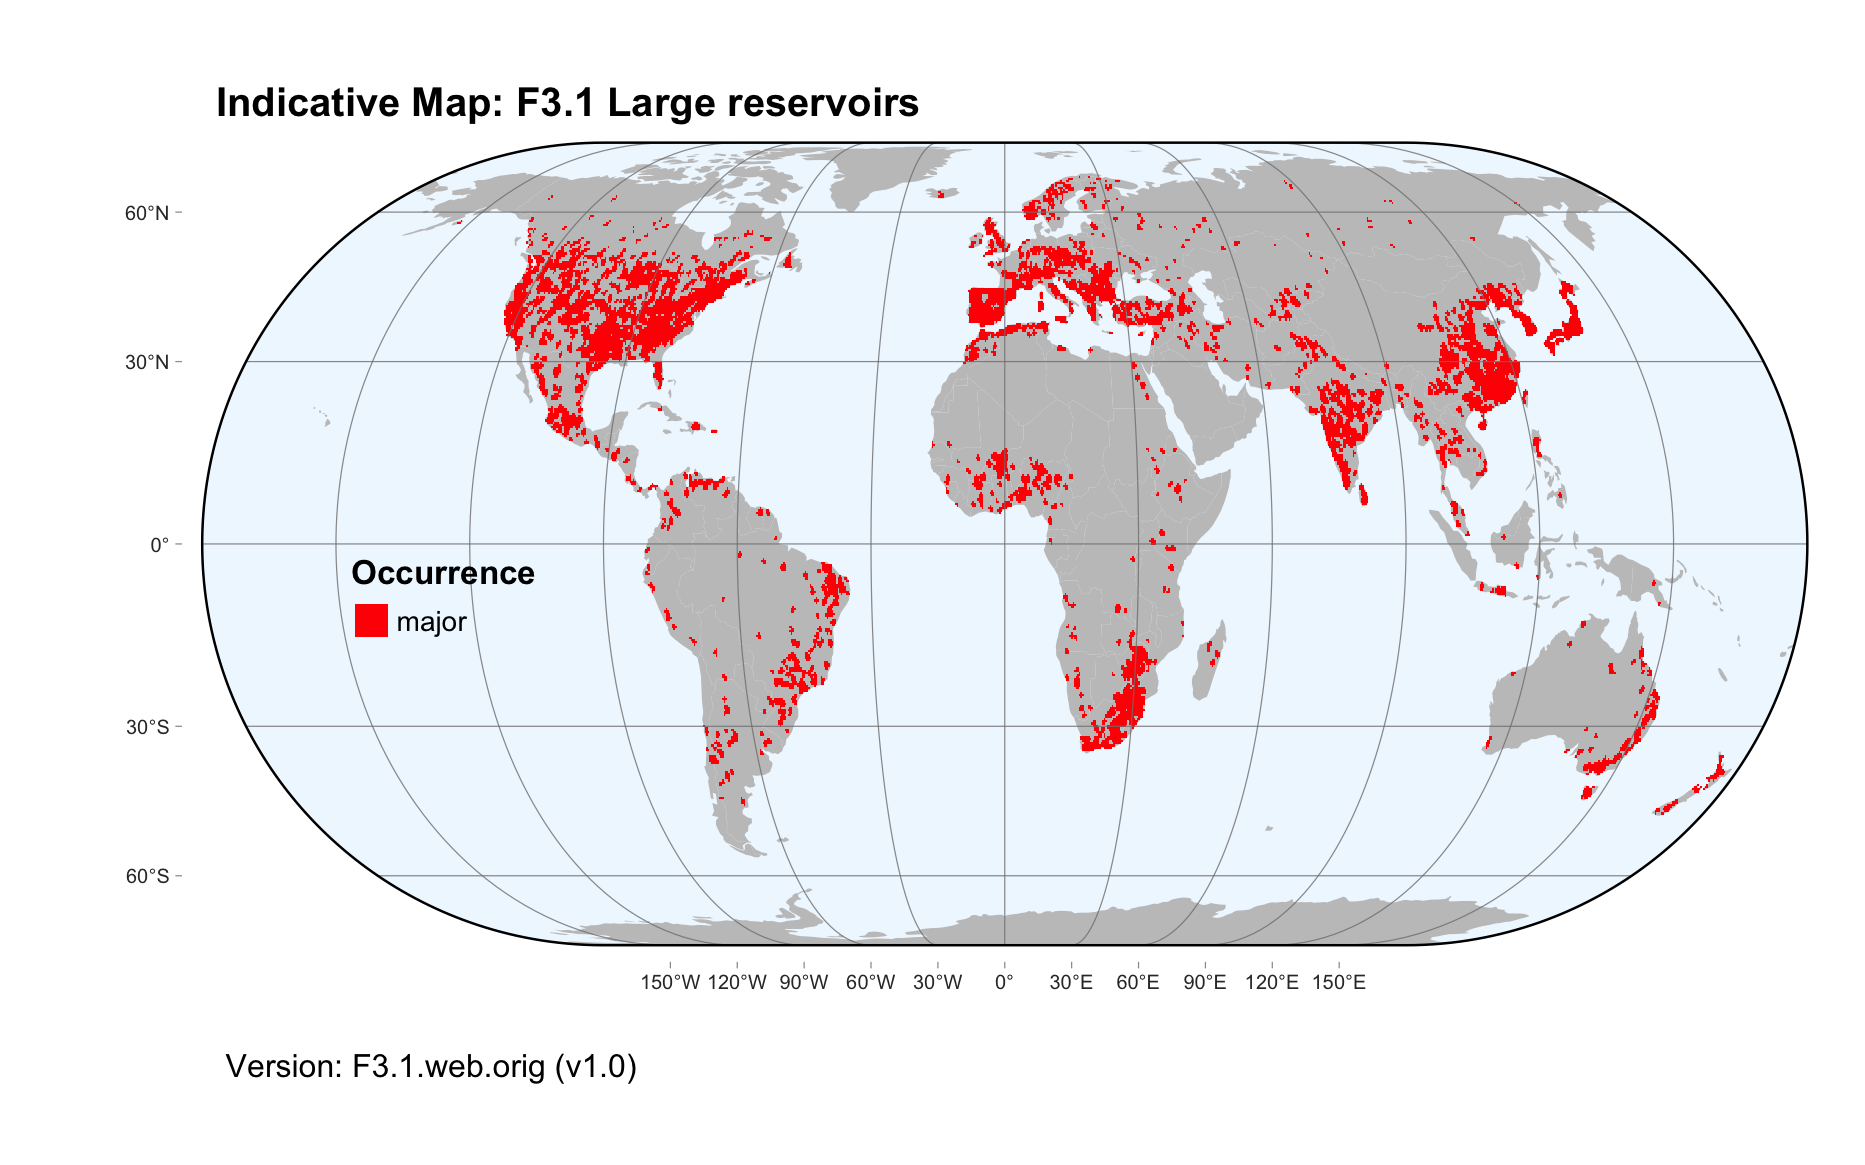 Indicative Map: F3.1 Large reservoirs
60°N
30°N
0°
30°S
60°S
Occurrence
major
150°W 120°W 90°W 60°W 30°W 0° 30°E 60°E 90°E 120°E 150°E
Version: F3.1.web.orig (v1.0)